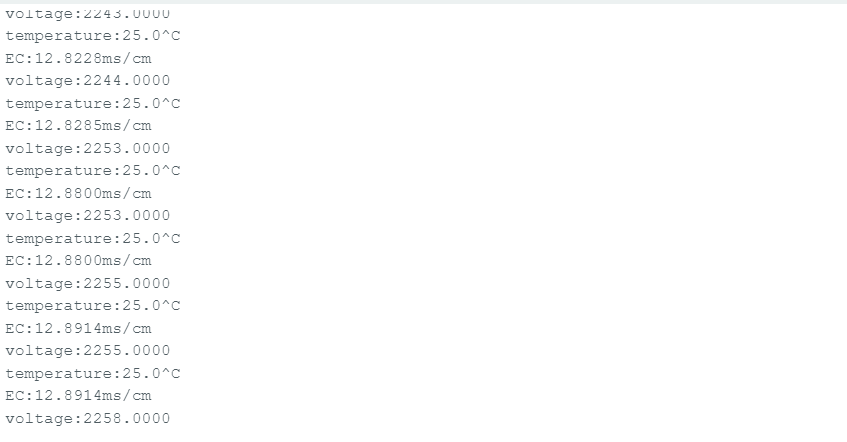 voltage:2243.0000
temperature:25.0^C
EC:12.8228ms/cm
voltage:2244.0000
temperature:25.0^C
EC:12.8285ms/cm
voltage:2253.0000
temperature:25.0^C
EC:12.8800ms/cm
voltage:2253.0000
temperature:25.0^C
EC:12.8800ms/cm
voltage:2255.0000
temperature:25.0^C
EC:12.8914ms/cm
voltage:2255.0000
temperature:25.0^C
EC:12.8914ms/cm
voltage:2258.0000